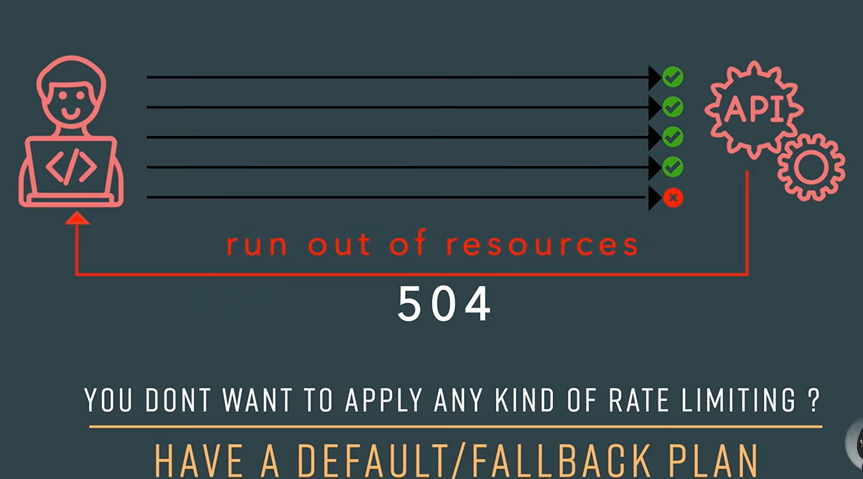 </>
API
run out of resources
504
YOU DONT WANT TO APPLY ANY KIND OF RATE LIMITING ?
HAVE A DEFAULT/FALLBACK PLAN